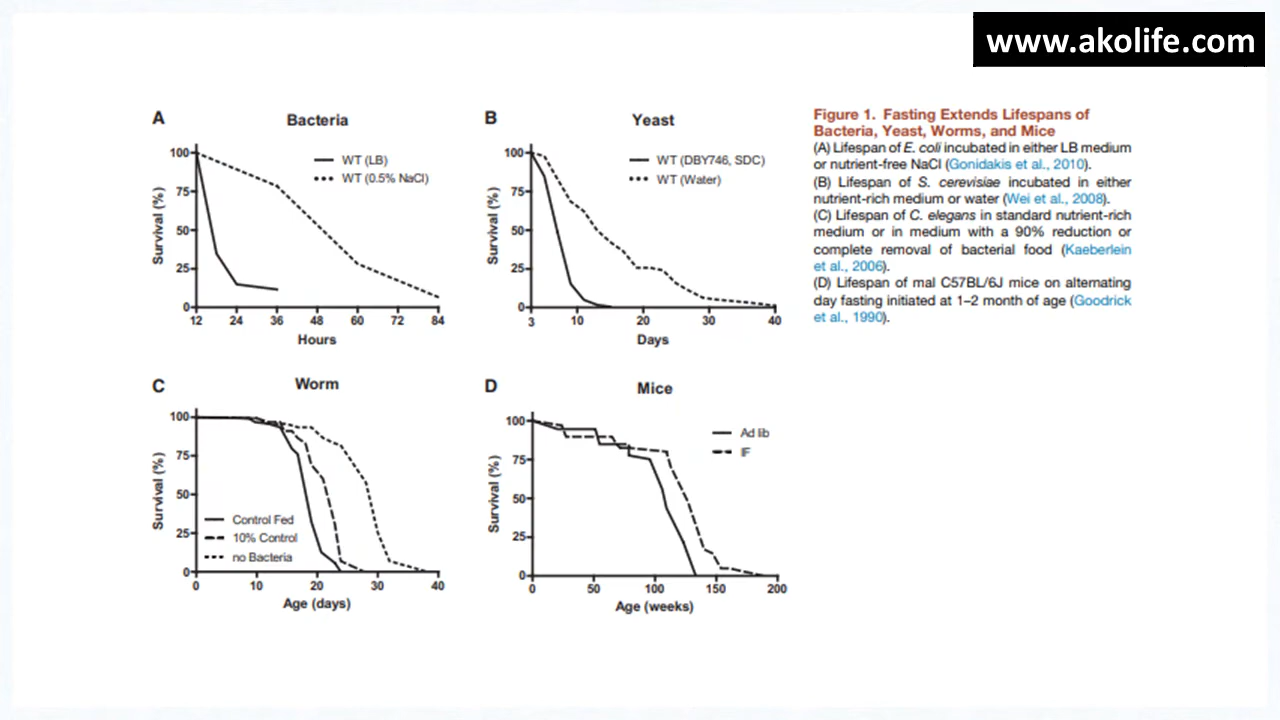 www.akolife.com
A
Bacteria
100
75
50
25
0
Survival (%)
WT (LB)
WT (0.5% NaCl)
12 24 36 48 60 72 84
Hours
B
Yeast
100
75
50
25
0
Survival (%)
WT (DBY746, SDC)
WT (Water)
3 10 20 30 40
Days
Figure 1. Fasting Extends Lifespans of
Bacteria, Yeast, Worms, and Mice
(A) Lifespan of E. coli incubated in either LB medium
or nutrient-free NaCl (Gonidakis et al., 2010).
(B) Lifespan of S. cerevisiae incubated in either
nutrient-rich medium or water (Wei et al., 2008).
(C) Lifespan of C. elegans in standard nutrient-rich
medium or in medium with a 90% reduction or
complete removal of bacterial food (Kaeberlein
et al., 2006).
(D) Lifespan of mal C57BL/6J mice on alternating
day fasting initiated at 1–2 month of age (Goodrick
et al., 1990).
C
Worm
100
75
50
25
0
Survival (%)
Control Fed
10% Control
no Bacteria
0 10 20 30 40
Age (days)
D
Mice
100
75
50
25
0
Survival (%)
Ad lib
IF
0 50 100 150 200
Age (weeks)